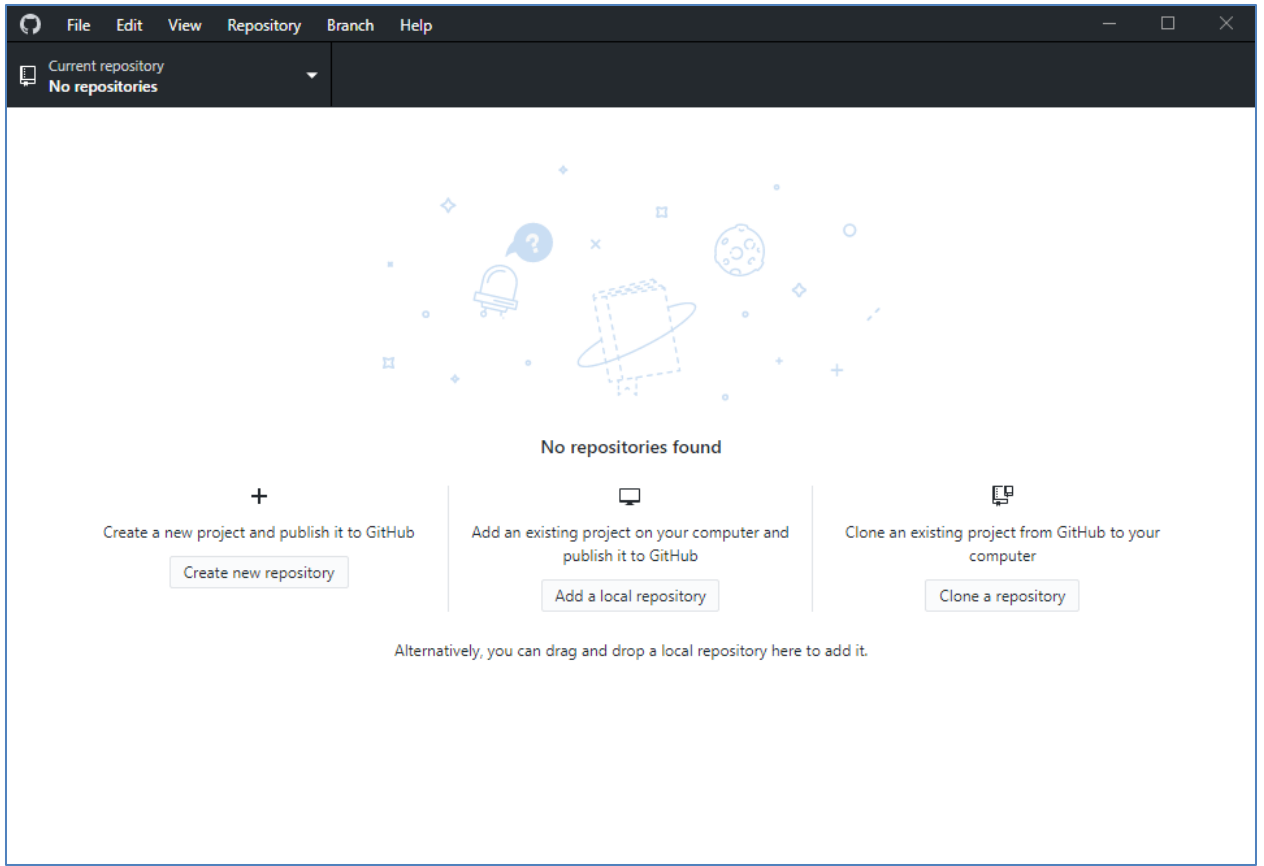 File Edit View Repository Branch Help
Current repository
No repositories
?
No repositories found
Create a new project and publish it to GitHub
Create new repository
Add an existing project on your computer and
publish it to GitHub
Add a local repository
Clone an existing project from GitHub to your
computer
Clone a repository
Alternatively, you can drag and drop a local repository here to add it.